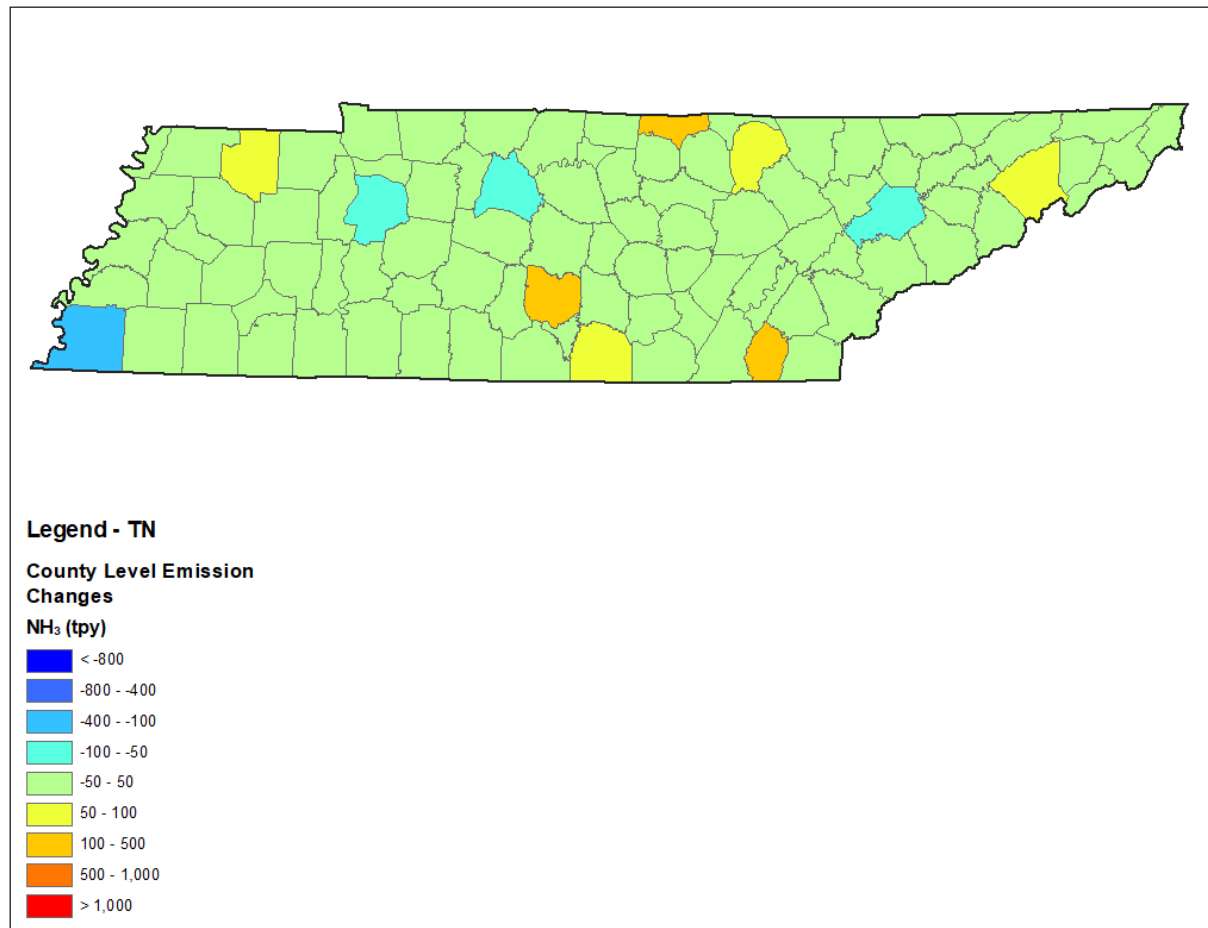 Legend - TN
County Level Emission
Changes
NH₃ (tpy)
< -800
-800 - -400
-400 - -100
-100 - -50
-50 - 50
50 - 100
100 - 500
500 - 1,000
> 1,000